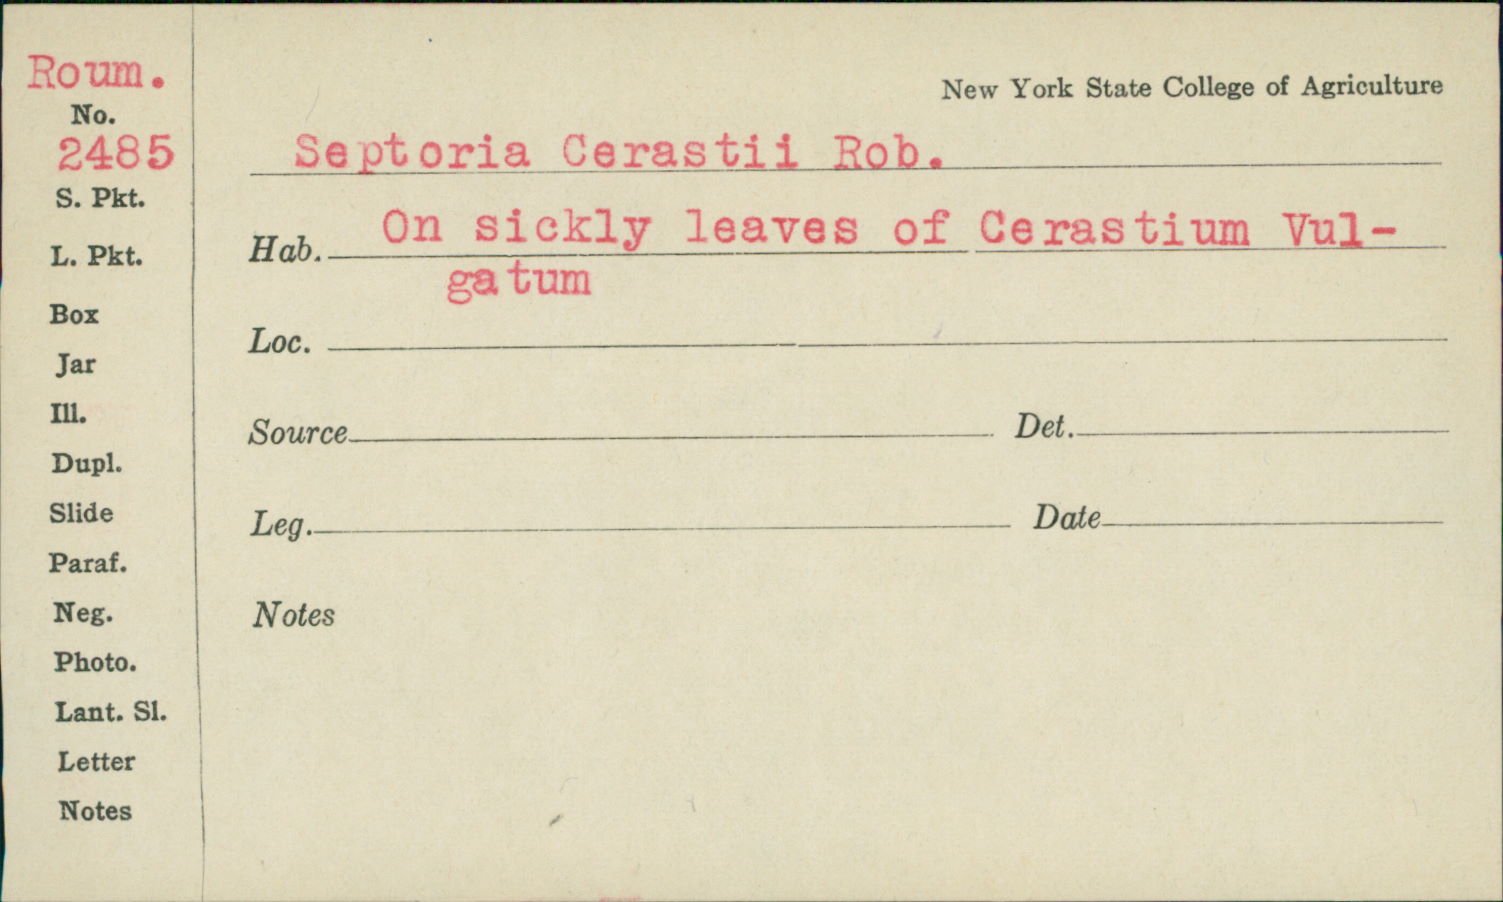 Roum.
No.
2485
S. Pkt.
L. Pkt.
Box
Jar
Ill.
Dupl.
Slide
Paraf.
Neg.
Photo.
Lant. Sl.
Letter
Notes
New York State College of Agriculture
Septoria Cerastii Rob.
Hab. On sickly leaves of Cerastium Vul-
gatum
Loc.
Source Det.
Leg. Date
Notes